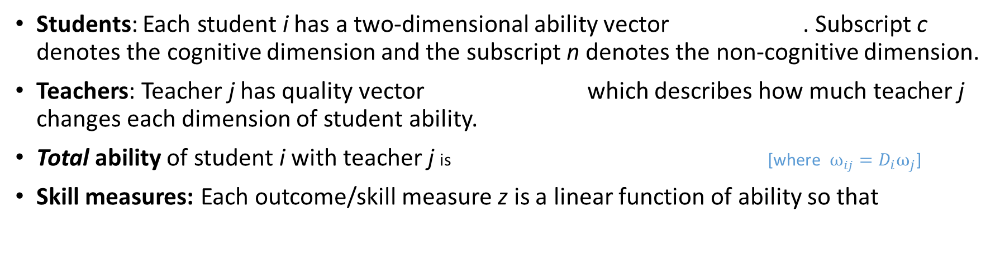 • Students: Each student i has a two-dimensional ability vector . Subscript c
denotes the cognitive dimension and the subscript n denotes the non-cognitive dimension.
• Teachers: Teacher j has quality vector which describes how much teacher j
changes each dimension of student ability.
• Total ability of student i with teacher j is [where ω_{ij} = D_iω_j]
• Skill measures: Each outcome/skill measure z is a linear function of ability so that